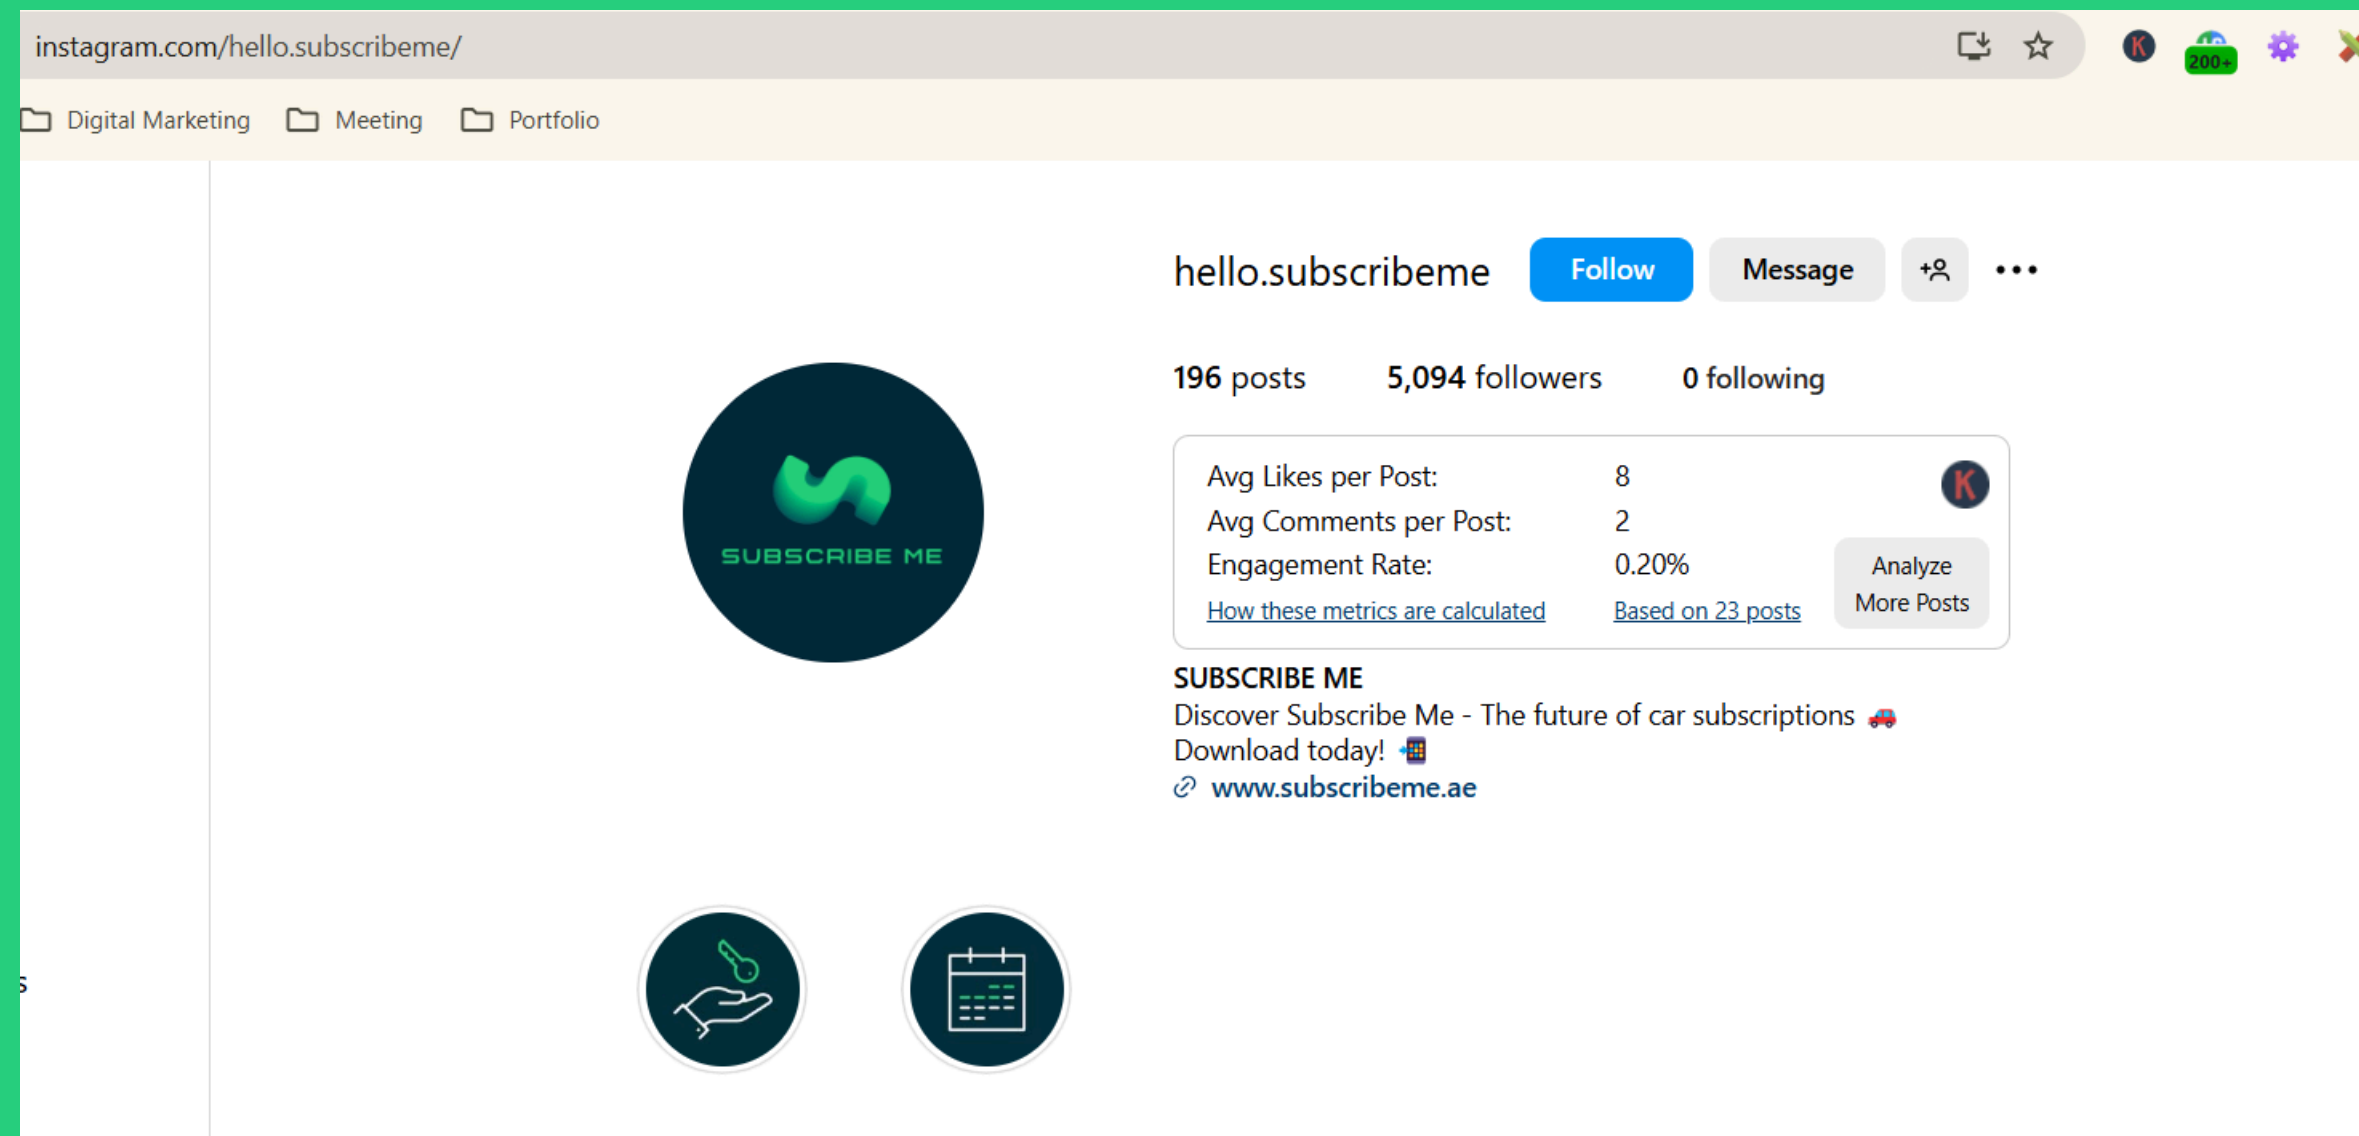 instagram.com/hello.subscribeme/
K
200+
Digital Marketing Meeting Portfolio
hello.subscribeme Follow Message
196 posts 5,094 followers 0 following
SUBSCRIBE ME
Avg Likes per Post: 8
K
Avg Comments per Post: 2
Engagement Rate: 0.20%
How these metrics are calculated Based on 23 posts
Analyze
More Posts
SUBSCRIBE ME
Discover Subscribe Me - The future of car subscriptions 🚗
Download today! 📲
www.subscribeme.ae
s